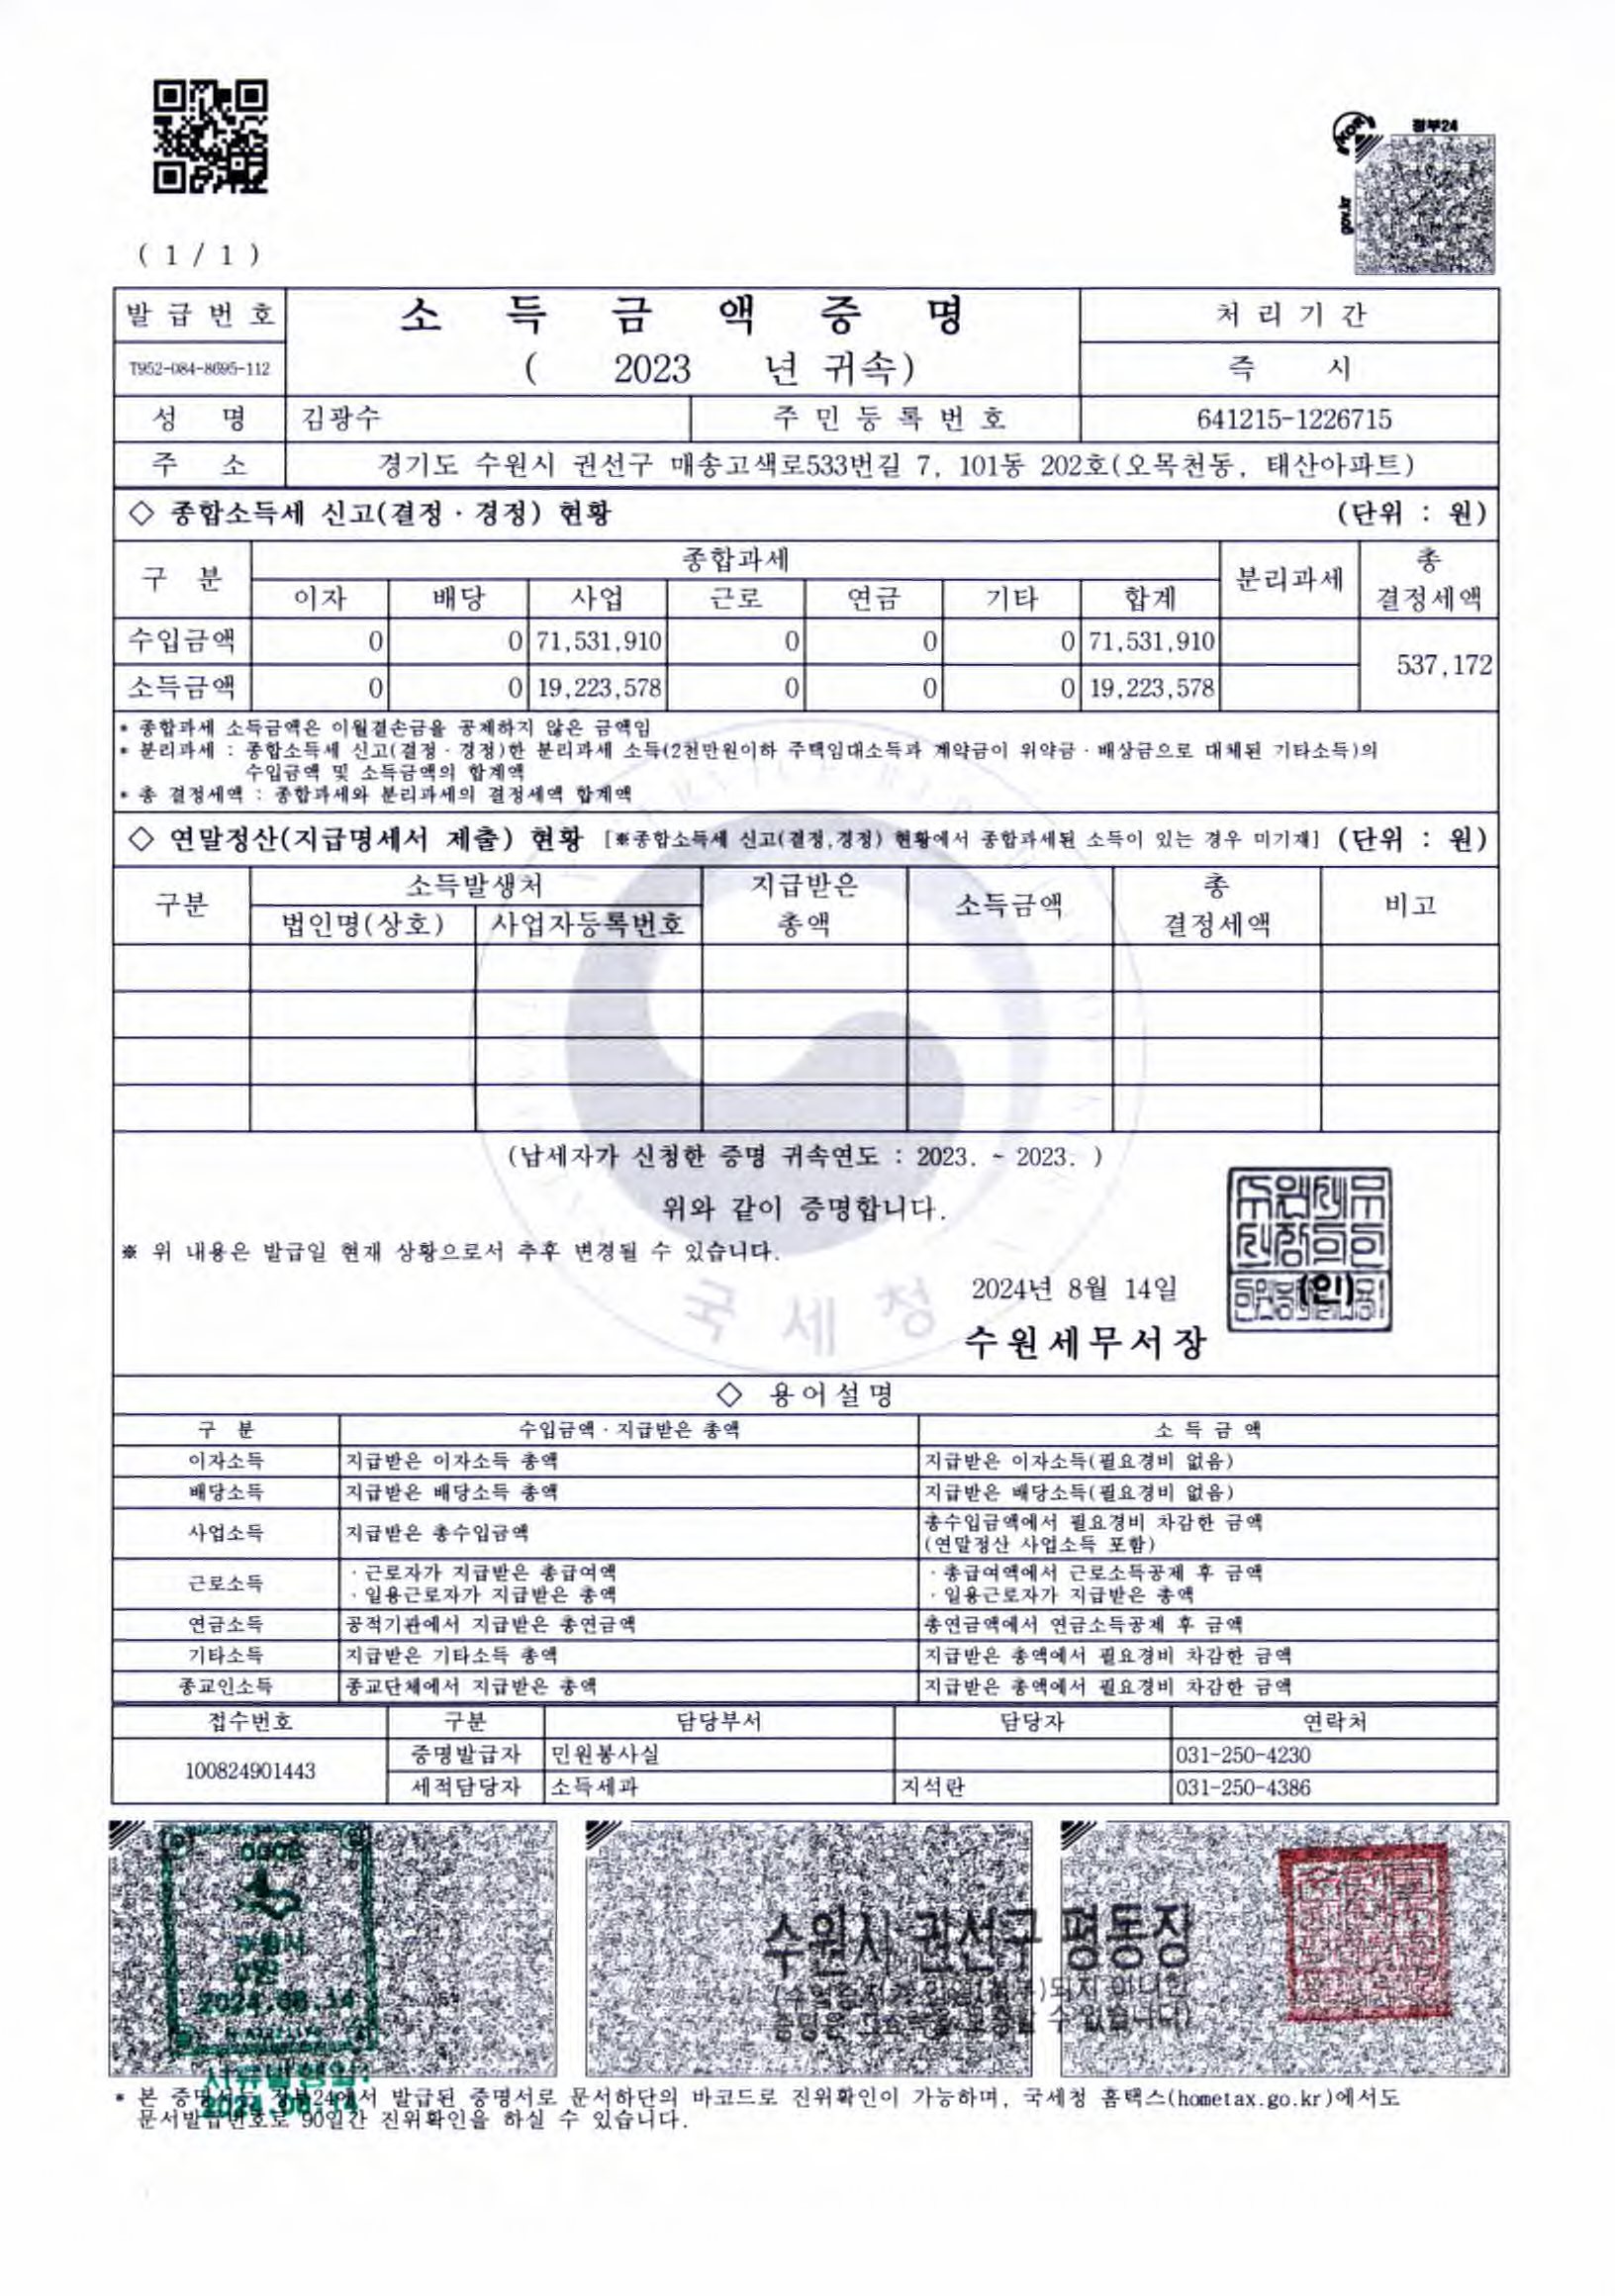 정부24
gov.kr
( 1 / 1 )
발 급 번 호
소 득 금 액 증 명
처 리 기 간
T952-084-8695-112
( 2023 년 귀속)
즉 시
성 명 김광수 주 민 등 록 번 호 641215-1226715
주 소 경기도 수원시 권선구 매송고색로533번길 7, 101동 202호(오목천동, 태산아파트)
◇ 종합소득세 신고(결정 · 경정) 현황 (단위 : 원)
구 분 종합과세 분리과세 총 결정세액
이자 배당 사업 근로 연금 기타 합계
수입금액 0 0 71,531,910 0 0 0 71,531,910 537,172
소득금액 0 0 19,223,578 0 0 0 19,223,578
* 종합과세 소득금액은 이월결손금을 공제하지 않은 금액임
* 분리과세 : 종합소득세 신고(결정 · 경정)한 분리과세 소득(2천만원이하 주택임대소득과 계약금이 위약금 · 배상금으로 대체된 기타소득)의
수입금액 및 소득금액의 합계액
* 총 결정세액 : 종합과세와 분리과세의 결정세액 합계액
◇ 연말정산(지급명세서 제출) 현황 [※종합소득세 신고(결정,경정) 현황에서 종합과세된 소득이 있는 경우 미기재] (단위 : 원)
구분 소득발생처 지급받은 총액 소득금액 총 결정세액 비고
법인명(상호) 사업자등록번호
(납세자가 신청한 증명 귀속연도 : 2023. ~ 2023. )
위와 같이 증명합니다.
※ 위 내용은 발급일 현재 상황으로서 추후 변경될 수 있습니다.
2024년 8월 14일
(인)
국 세 청
수원세무서장
◇ 용어설명
구 분 수입금액 · 지급받은 총액 소 득 금 액
이자소득 지급받은 이자소득 총액 지급받은 이자소득(필요경비 없음)
배당소득 지급받은 배당소득 총액 지급받은 배당소득(필요경비 없음)
사업소득 지급받은 총수입금액 총수입금액에서 필요경비 차감한 금액
(연말정산 사업소득 포함)
근로소득 · 근로자가 지급받은 총급여액 · 총급여액에서 근로소득공제 후 금액
· 일용근로자가 지급받은 총액 · 일용근로자가 지급받은 총액
연금소득 공적기관에서 지급받은 총연금액 총연금액에서 연금소득공제 후 금액
기타소득 지급받은 기타소득 총액 지급받은 총액에서 필요경비 차감한 금액
종교인소득 종교단체에서 지급받은 총액 지급받은 총액에서 필요경비 차감한 금액
접수번호 구분 담당부서 담당자 연락처
100824901443 증명발급자 민원봉사실 031-250-4230
세적담당자 소득세과 지석란 031-250-4386
2024.08.14
수원시 권선구 평동장
2024.08.14
* 본 증명서는 정부24에서 발급된 증명서로 문서하단의 바코드로 진위확인이 가능하며, 국세청 홈택스(hometax.go.kr)에서도
문서발급번호로 90일간 진위확인을 하실 수 있습니다.